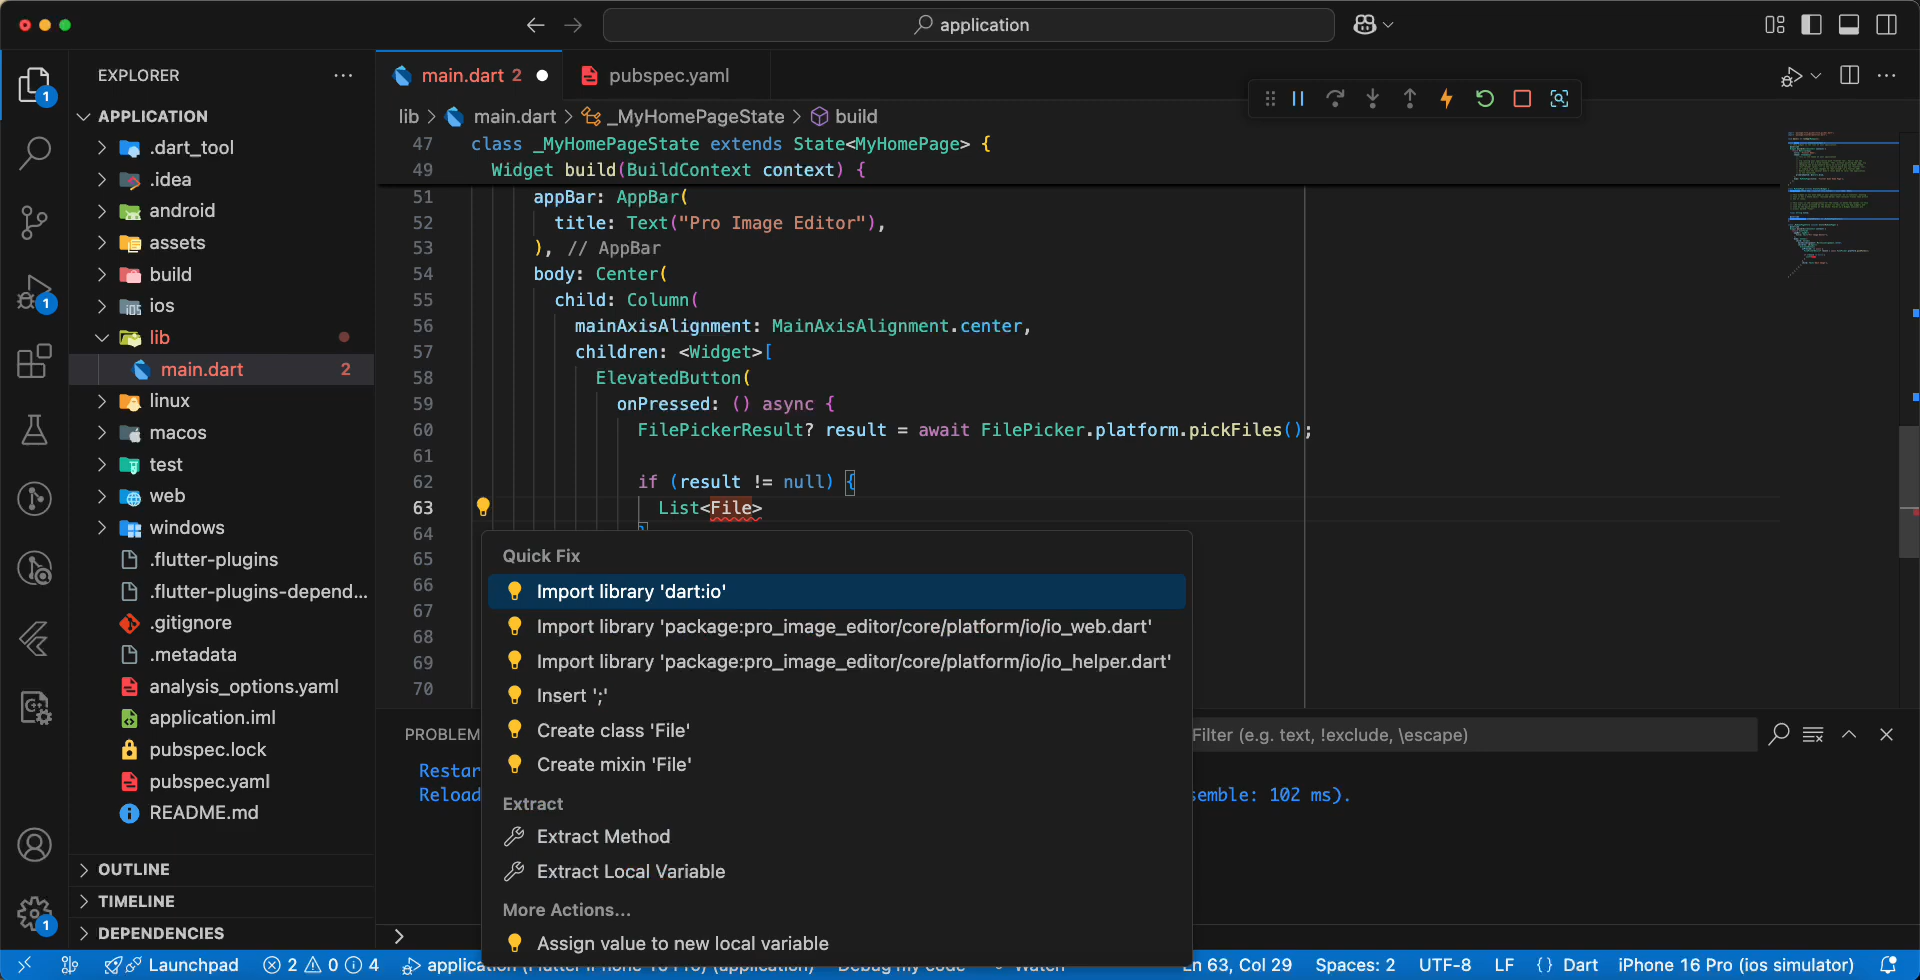 application
EXPLORER
main.dart 2
pubspec.yaml
1
APPLICATION
.dart_tool
.idea
android
assets
build
1
ios
lib
main.dart 2
linux
macos
test
web
windows
.flutter-plugins
.flutter-plugins-depend...
.gitignore
.metadata
analysis_options.yaml
application.iml
pubspec.lock
pubspec.yaml
README.md
OUTLINE
TIMELINE
1
DEPENDENCIES
lib > main.dart > _MyHomePageState > build
47 class _MyHomePageState extends State<MyHomePage> {
49 Widget build(BuildContext context) {
51 appBar: AppBar(
52 title: Text("Pro Image Editor"),
53 ), // AppBar
54 body: Center(
55 child: Column(
56 mainAxisAlignment: MainAxisAlignment.center,
57 children: <Widget>[
58 ElevatedButton(
59 onPressed: () async {
60 FilePickerResult? result = await FilePicker.platform.pickFiles();
61
62 if (result != null) {
63 List<File>
64 }
65
66
67
68
69
70
Quick Fix
Import library 'dart:io'
Import library 'package:pro_image_editor/core/platform/io/io_web.dart'
Import library 'package:pro_image_editor/core/platform/io/io_helper.dart'
Insert ';'
Create class 'File'
Create mixin 'File'
Extract
Extract Method
Extract Local Variable
More Actions...
Assign value to new local variable
PROBLEM
Filter (e.g. text, !exclude, \escape)
Restar
Reload
semble: 102 ms).
>
Launchpad 2 0 4
Ln 63, Col 29 Spaces: 2 UTF-8 LF {} Dart iPhone 16 Pro (ios simulator)